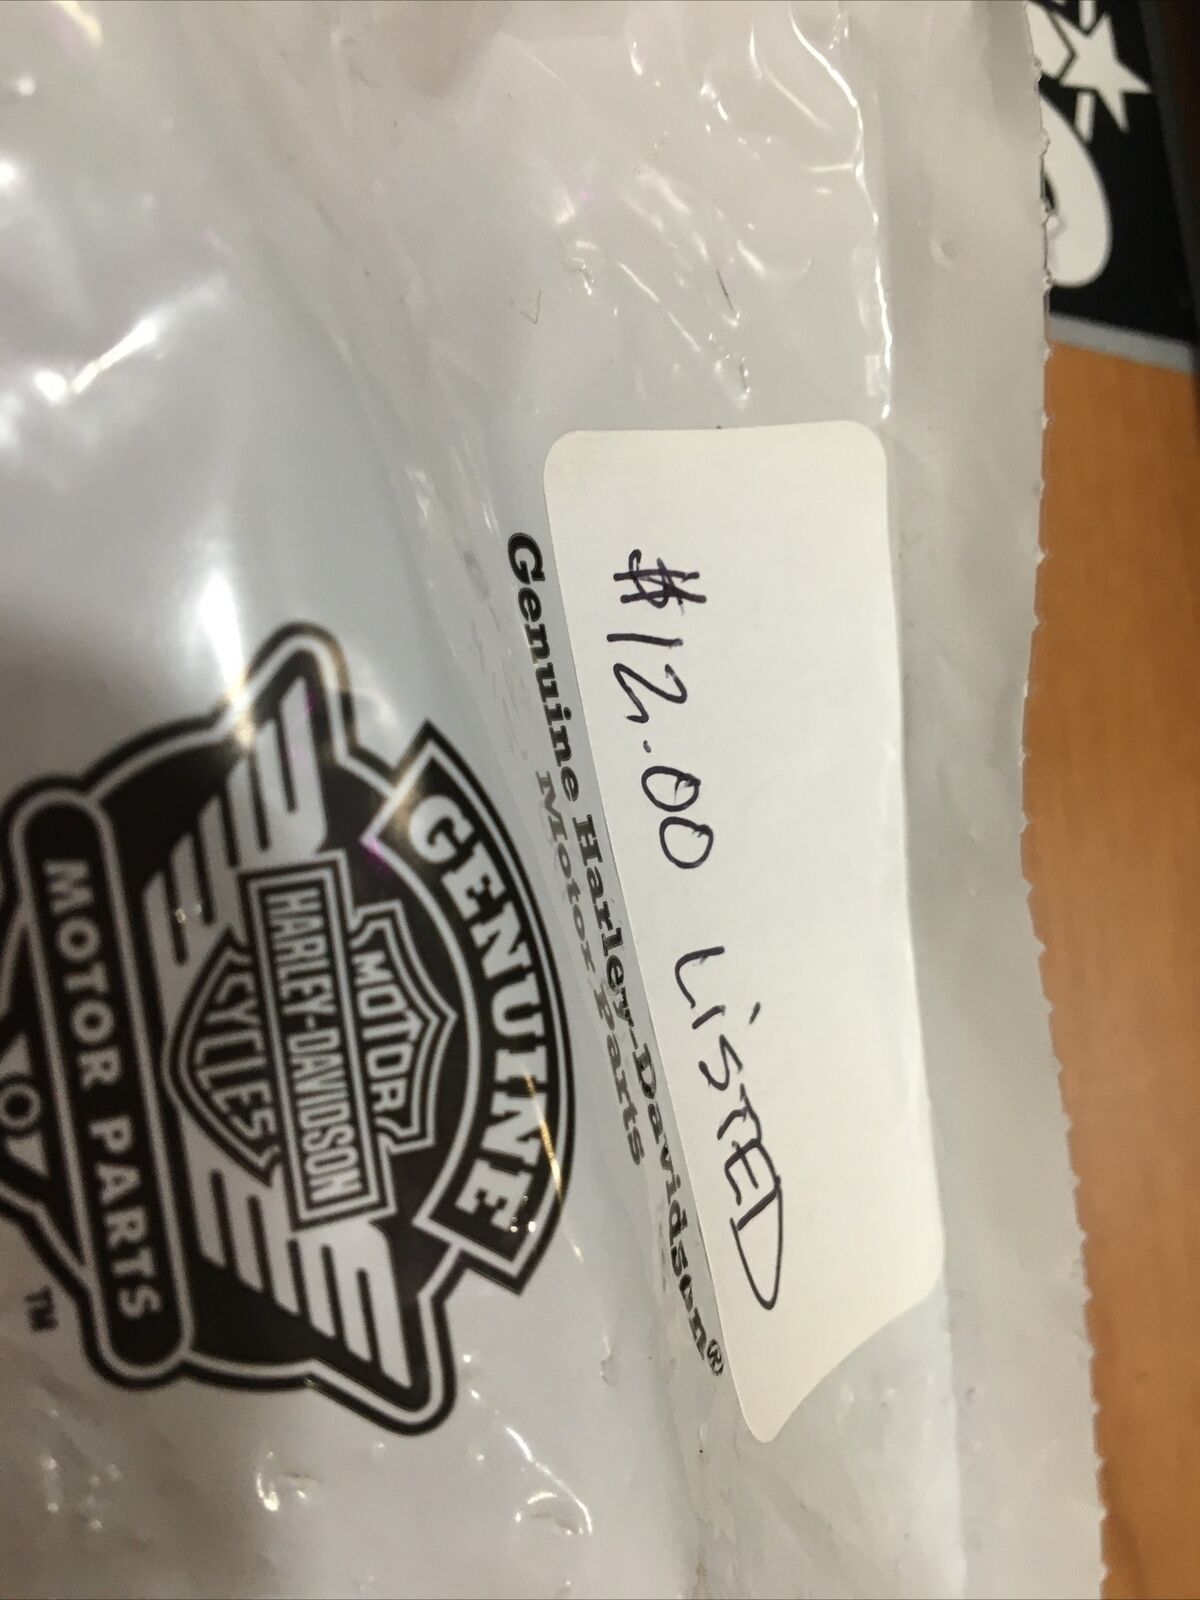 $12.00 LiSTED
Genuine Harley-Davidson®
Motor Parts
GENUINE
MOTOR
HARLEY-DAVIDSON
CYCLES
MOTOR PARTS
TM